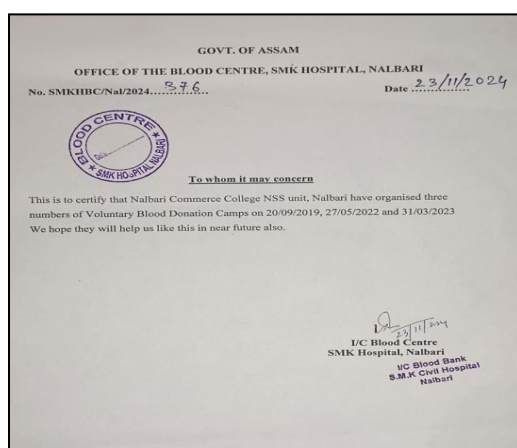 GOVT. OF ASSAM
OFFICE OF THE BLOOD CENTRE, SMK HOSPITAL, NALBARI
No. SMKHBC/Nal/2024..............376
Date 23/11/2024
BLOOD CENTRE
Date
SMK HOSPITAL NALBARI
To whom it may concern
This is to certify that Nalbari Commerce College NSS unit, Nalbari have organised three
numbers of Voluntary Blood Donation Camps on 20/09/2019, 27/05/2022 and 31/03/2023
We hope they will help us like this in near future also.
23/11/2024
I/C Blood Centre
SMK Hospital, Nalbari
I/C Blood Bank
S.M.K Civil Hospital
Nalbari